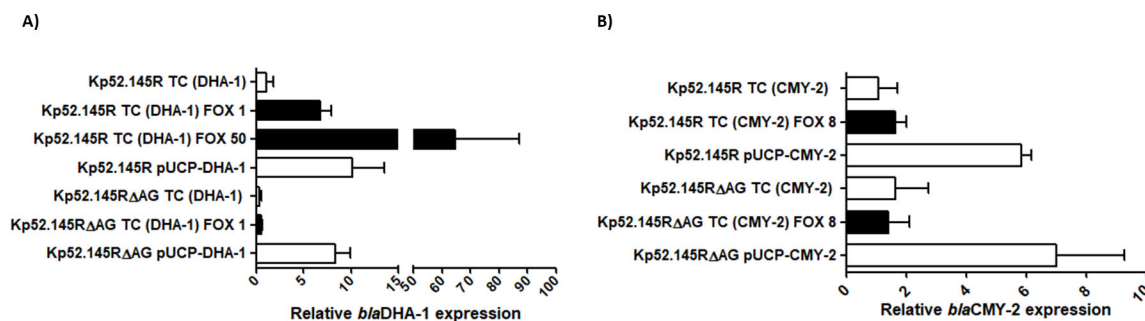 A)
Kp52.145R TC (DHA-1)
Kp52.145R TC (DHA-1) FOX 1
Kp52.145R TC (DHA-1) FOX 50
Kp52.145R pUCP-DHA-1
Kp52.145RΔAG TC (DHA-1)
Kp52.145RΔAG TC (DHA-1) FOX 1
Kp52.145RΔAG pUCP-DHA-1
0 5 10 15 50 60 70 80 90 100
Relative blaDHA-1 expression
B)
Kp52.145R TC (CMY-2)
Kp52.145R TC (CMY-2) FOX 8
Kp52.145R pUCP-CMY-2
Kp52.145RΔAG TC (CMY-2)
Kp52.145RΔAG TC (CMY-2) FOX 8
Kp52.145RΔAG pUCP-CMY-2
0 2 4 6 8 10
Relative blaCMY-2 expression